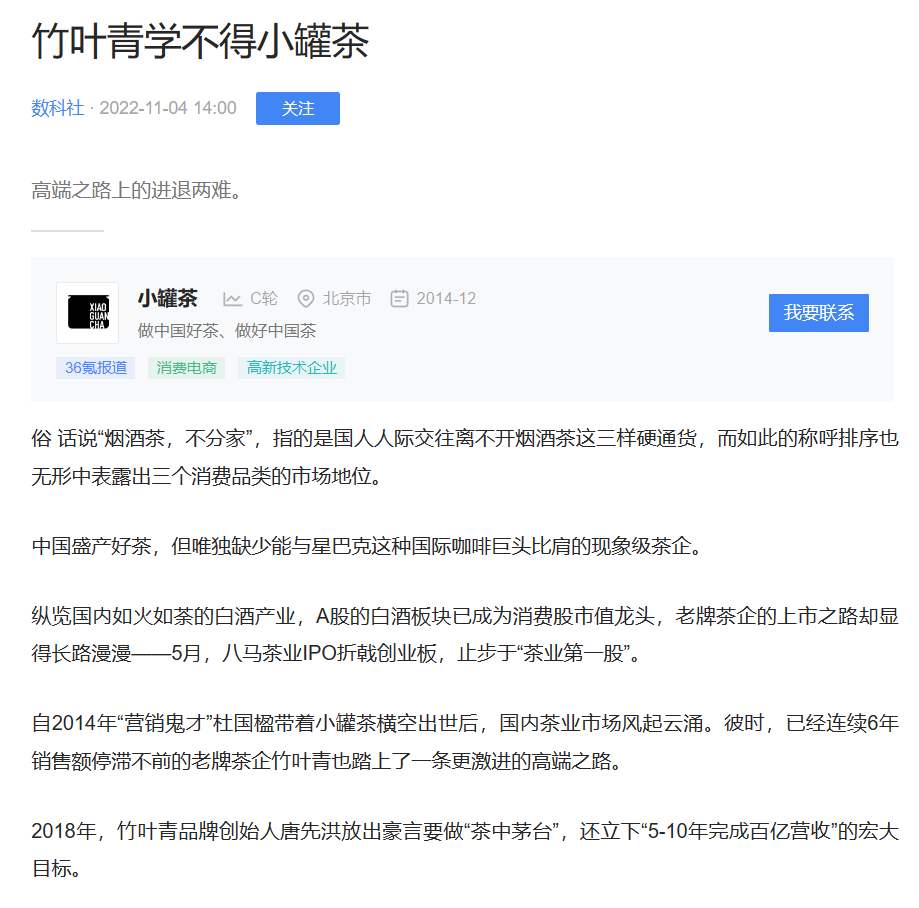 竹叶青学不得小罐茶
数科社 · 2022-11-04 14:00 关注
高端之路上的进退两难。
XIAO
GUAN
CHA
小罐茶 C轮 北京市 2014-12
做中国好茶、做好中国茶
我要联系
36氪报道 消费电商 高新技术企业
俗 话说“烟酒茶，不分家”，指的是国人人际交往离不开烟酒茶这三样硬通货，而如此的称呼排序也
无形中表露出三个消费品类的市场地位。
中国盛产好茶，但唯独缺少能与星巴克这种国际咖啡巨头比肩的现象级茶企。
纵览国内如火如荼的白酒产业，A股的白酒板块已成为消费股市值龙头，老牌茶企的上市之路却显
得长路漫漫——5月，八马茶业IPO折戟创业板，止步于“茶业第一股”。
自2014年“营销鬼才”杜国楹带着小罐茶横空出世后，国内茶业市场风起云涌。彼时，已经连续6年
销售额停滞不前的老牌茶企竹叶青也踏上了一条更激进的高端之路。
2018年，竹叶青品牌创始人唐先洪放出豪言要做“茶中茅台”，还立下“5-10年完成百亿营收”的宏大
目标。